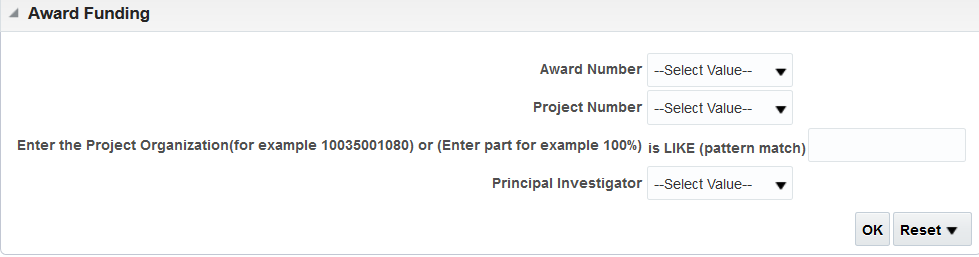 Award Funding
Award Number --Select Value--
Project Number --Select Value--
Enter the Project Organization(for example 10035001080) or (Enter part for example 100%) is LIKE (pattern match)
Principal Investigator --Select Value--
OK Reset